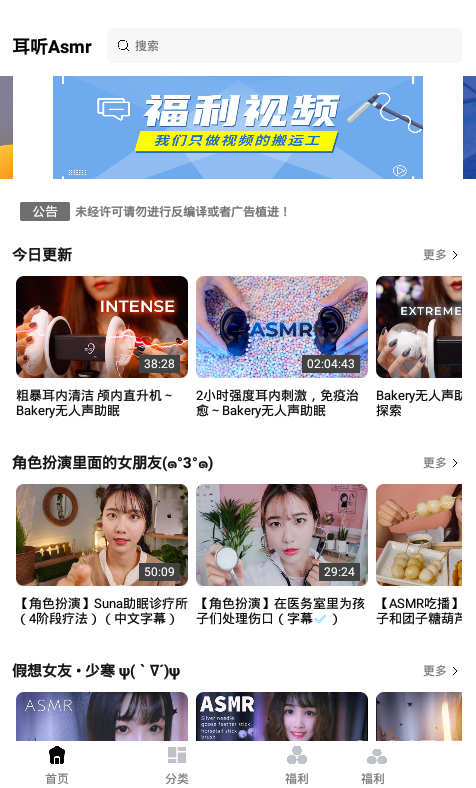 耳听Asmr
搜索
福利视频
我们只做视频的搬运工
公告 未经许可请勿进行反编译或者广告植进！
今日更新 更多
INTENSE
38:28
ASMR
02:04:43
EXTREME
粗暴耳内清洁 颅内直升机~
Bakery无人声助眠
2小时强度耳内刺激，免疫治
愈~Bakery无人声助眠
Bakery无人声助
探索
角色扮演里面的女朋友(๑°3°๑) 更多
50:09
29:24
【角色扮演】Suna助眠诊疗所
（4阶段疗法）（中文字幕）
【角色扮演】在医务室里为孩
子们处理伤口（字幕✅）
【ASMR吃播】
子和团子糖葫芦
假想女友·少寒 ψ(｀∇´)ψ 更多
ASMR
ASMR
Silver needle
goose feather
horsetail stick
brush
首页
分类
福利
福利